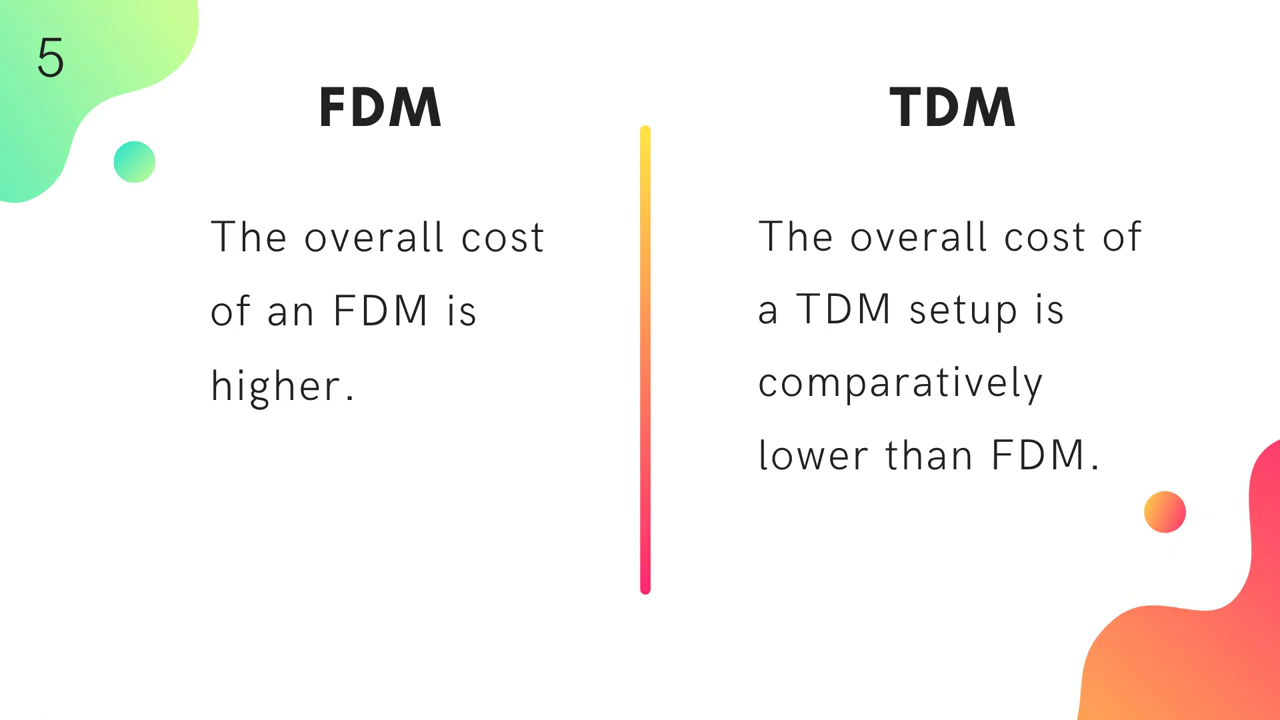 5
FDM
The overall cost
of an FDM is
higher.
TDM
The overall cost of
a TDM setup is
comparatively
lower than FDM.